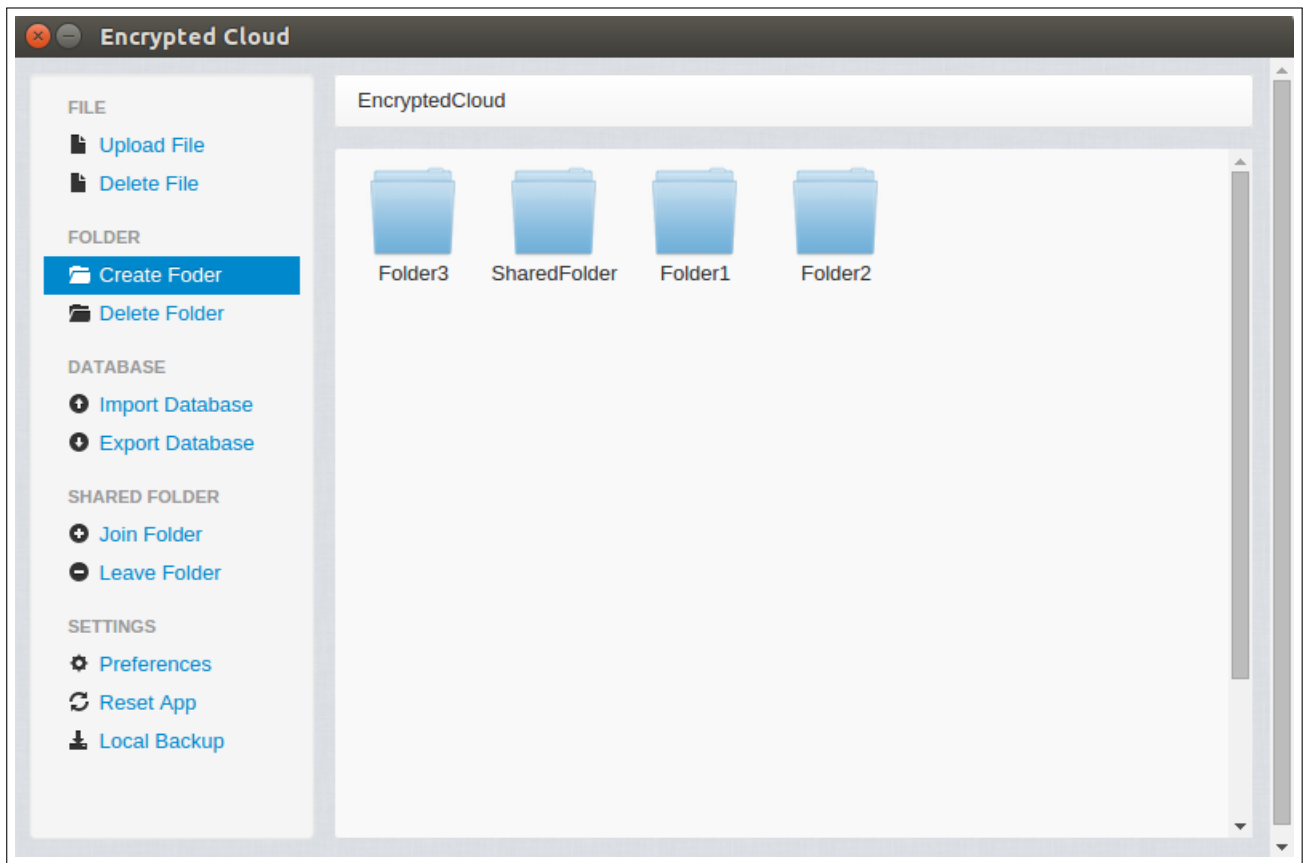 Encrypted Cloud
FILE
Upload File
Delete File
FOLDER
Create Foder
Delete Folder
DATABASE
Import Database
Export Database
SHARED FOLDER
Join Folder
Leave Folder
SETTINGS
Preferences
Reset App
Local Backup
EncryptedCloud
Folder3
SharedFolder
Folder1
Folder2